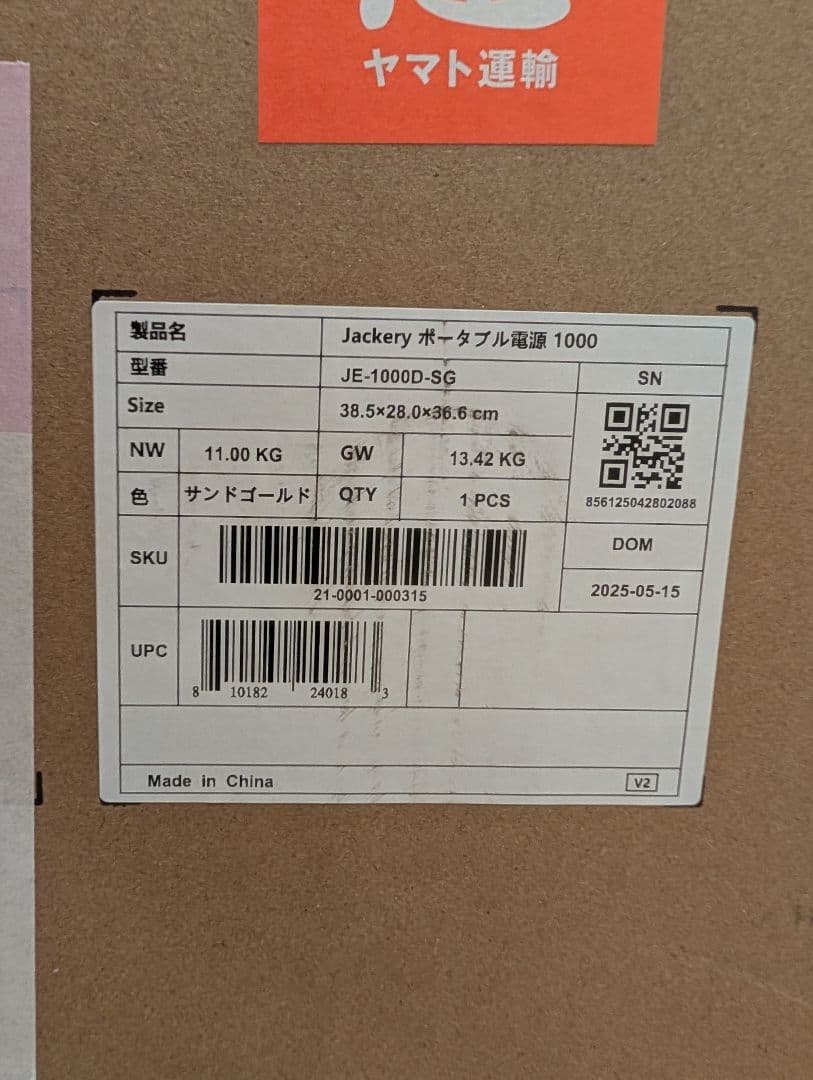 ヤマト運輸
製品名 Jackery ポータブル電源 1000
型番 JE-1000D-SG SN
Size 38.5×28.0×36.6 cm
NW 11.00 KG GW 13.42 KG
856125042802088
色 サンドゴールド QTY 1 PCS
DOM
SKU
21-0001-000315
2025-05-15
UPC
8 10182 24018 3
Made in China V2